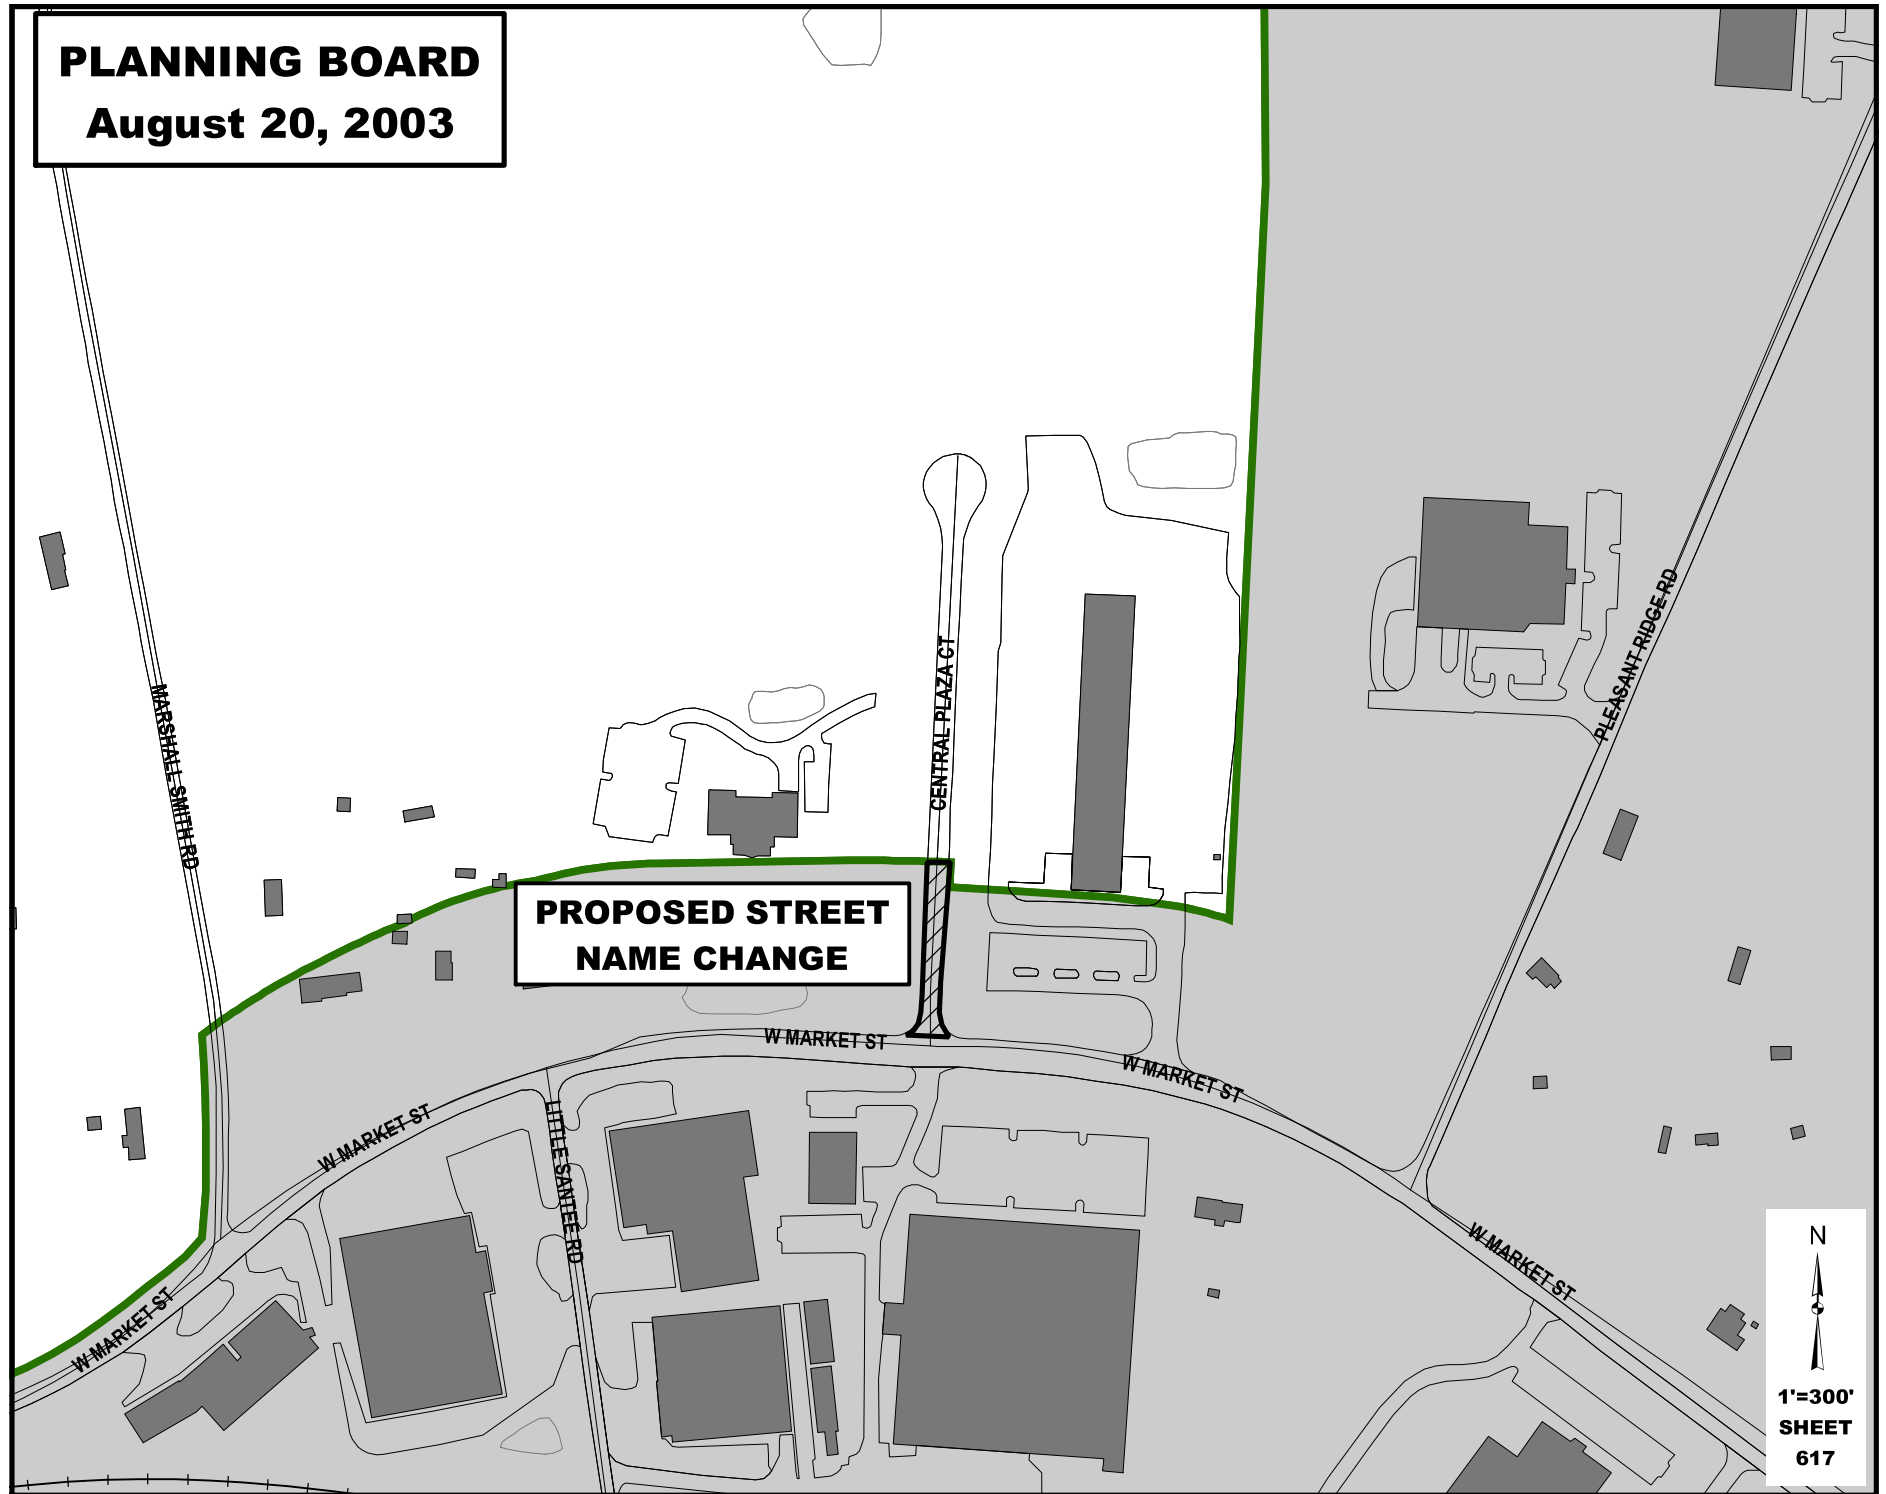 PLANNING BOARD
August 20, 2003
MARSHALL SMITH RD
CENTRAL PLAZA CT
PLEASANT RIDGE RD
PROPOSED STREET
NAME CHANGE
W MARKET ST
W MARKET ST
W MARKET ST
LITTLE SANTEE RD
W MARKET ST
W MARKET ST
N
1'=300'
SHEET
617